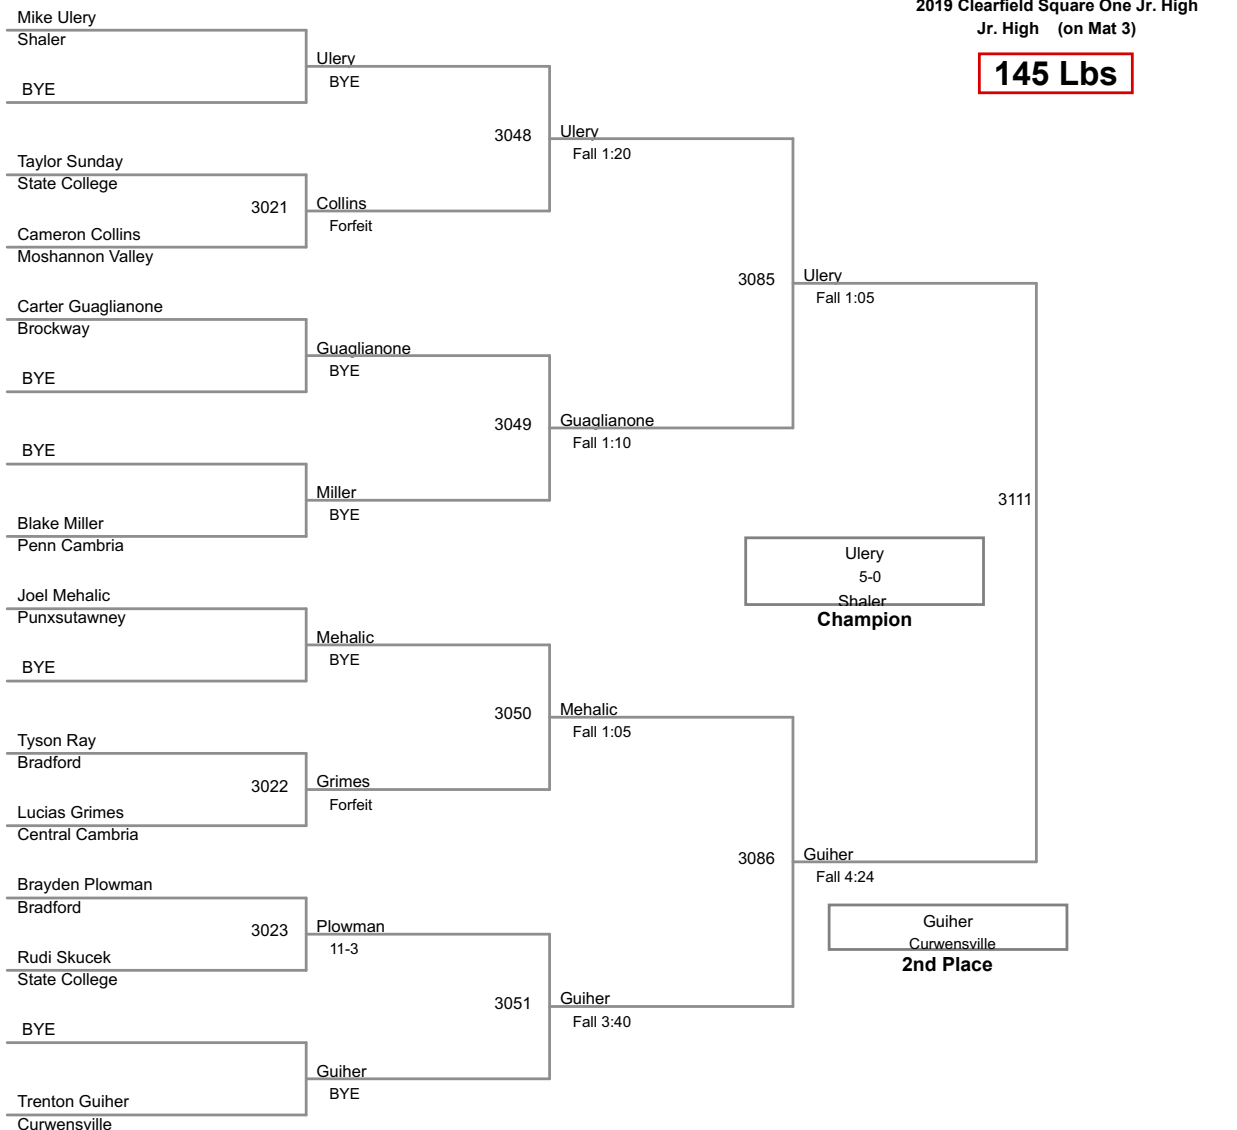 2019 Clearfield Square One Jr. High
Jr. High (on Mat 3)
145 Lbs
Mike Ulery
Shaler
BYE
Taylor Sunday
State College
Cameron Collins
Moshannon Valley
Carter Guaglianone
Brockway
BYE
BYE
Blake Miller
Penn Cambria
Joel Mehalic
Punxsutawney
BYE
Tyson Ray
Bradford
Lucias Grimes
Central Cambria
Brayden Plowman
Bradford
Rudi Skucek
State College
BYE
Trenton Guiher
Curwensville
Ulery
BYE
3021
Collins
Forfeit
Guaglianone
BYE
Miller
BYE
Mehalic
BYE
3022
Grimes
Forfeit
3023
Plowman
11-3
Guiher
BYE
3048
Ulery
Fall 1:20
3049
Guaglianone
Fall 1:10
3050
Mehalic
Fall 1:05
3051
Guiher
Fall 3:40
3085
Ulery
Fall 1:05
3086
Guiher
Fall 4:24
3111
Ulery
5-0
Shaler
Champion
Guiher
Curwensville
2nd Place